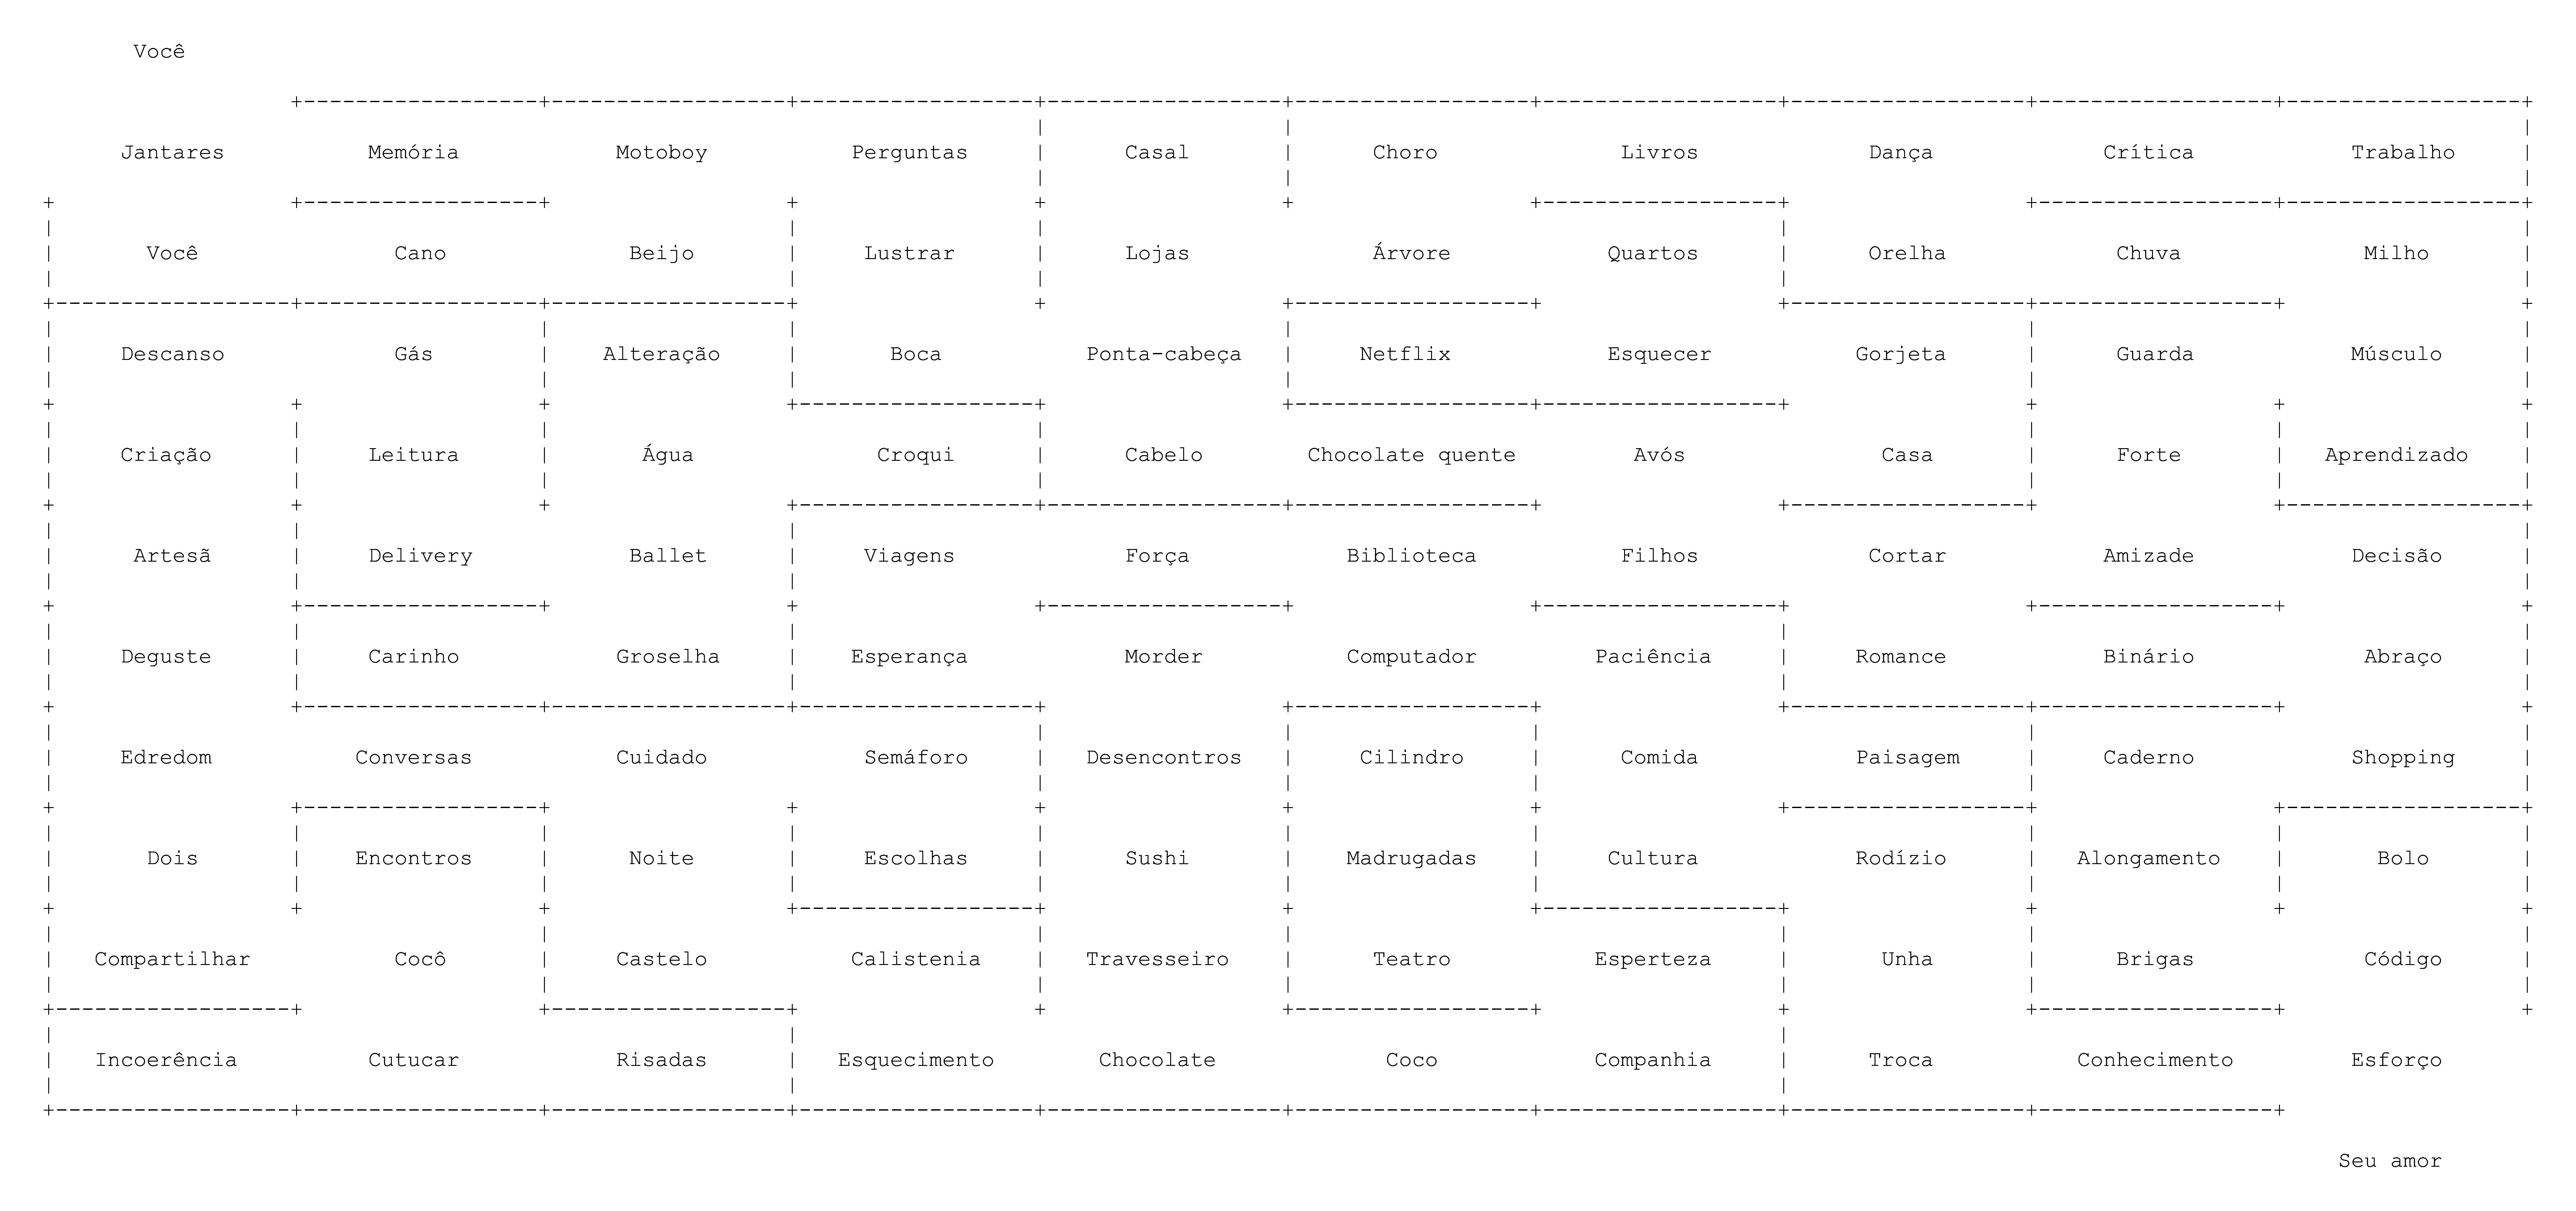 Você
Jantares Memória Motoboy Perguntas Casal Choro Livros Dança Crítica Trabalho
Você Cano Beijo Lustrar Lojas Árvore Quartos Orelha Chuva Milho
Descanso Gás Alteração Boca Ponta-cabeça Netflix Esquecer Gorjeta Guarda Músculo
Criação Leitura Água Croqui Cabelo Chocolate quente Avós Casa Forte Aprendizado
Artesã Delivery Ballet Viagens Força Biblioteca Filhos Cortar Amizade Decisão
Deguste Carinho Groselha Esperança Morder Computador Paciência Romance Binário Abraço
Edredom Conversas Cuidado Semáforo Desencontros Cilindro Comida Paisagem Caderno Shopping
Dois Encontros Noite Escolhas Sushi Madrugadas Cultura Rodízio Alongamento Bolo
Compartilhar Cocô Castelo Calistenia Travesseiro Teatro Esperteza Unha Brigas Código
Incoerência Cutucar Risadas Esquecimento Chocolate Coco Companhia Troca Conhecimento Esforço
Seu amor